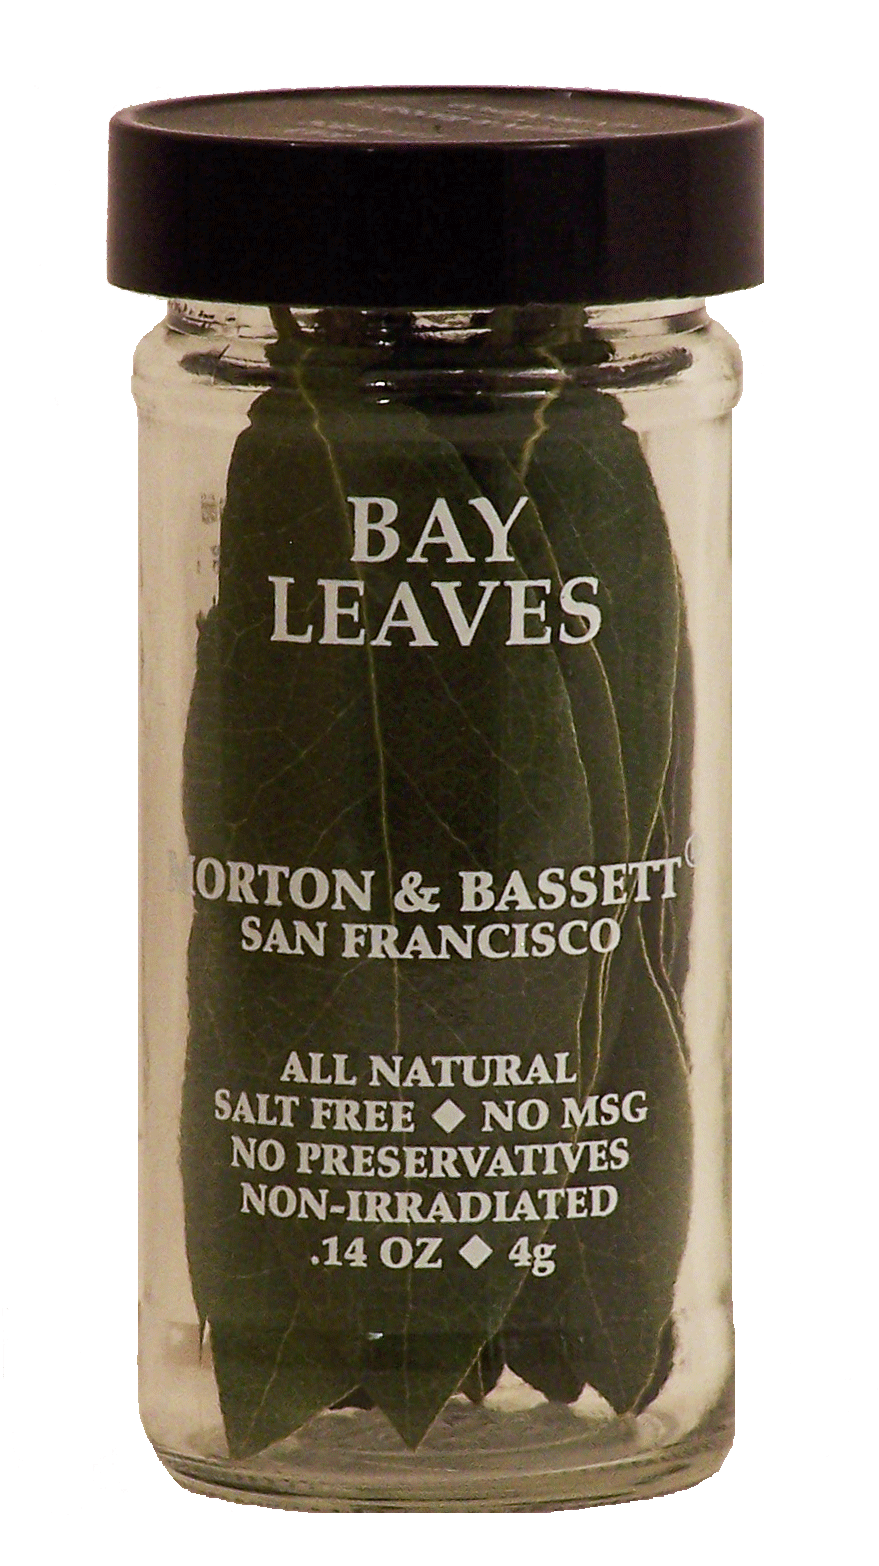 BAY
LEAVES
MORTON & BASSETT®
SAN FRANCISCO
ALL NATURAL
SALT FREE ◆ NO MSG
NO PRESERVATIVES
NON-IRRADIATED
.14 OZ ◆ 4g